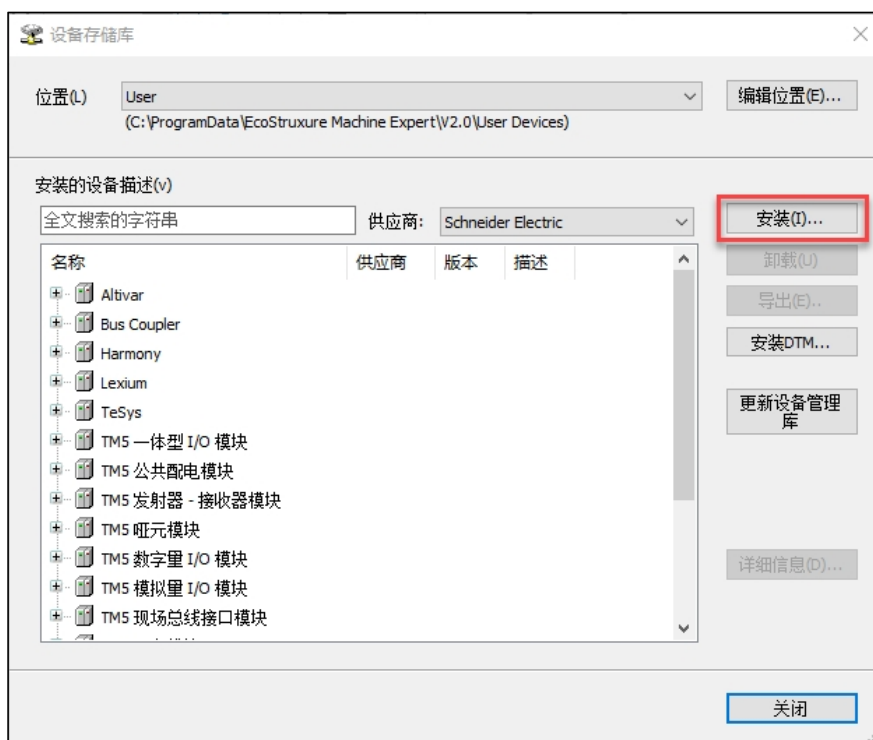 设备存储库
位置(L)
User
编辑位置(E)...
(C:\ProgramData\EcoStruxure Machine Expert\V2.0\User Devices)
安装的设备描述(v)
全文搜索的字符串
供应商:
Schneider Electric
安装(I)...
名称
供应商
版本
描述
卸载(U)
Altivar
导出(E)..
Bus Coupler
Harmony
安装DTM...
Lexium
TeSys
更新设备管理
库
TM5 一体型 I/O 模块
TM5 公共配电模块
TM5 发射器 - 接收器模块
TM5 哑元模块
TM5 数字量 I/O 模块
详细信息(D)...
TM5 模拟量 I/O 模块
TM5 现场总线接口模块
关闭